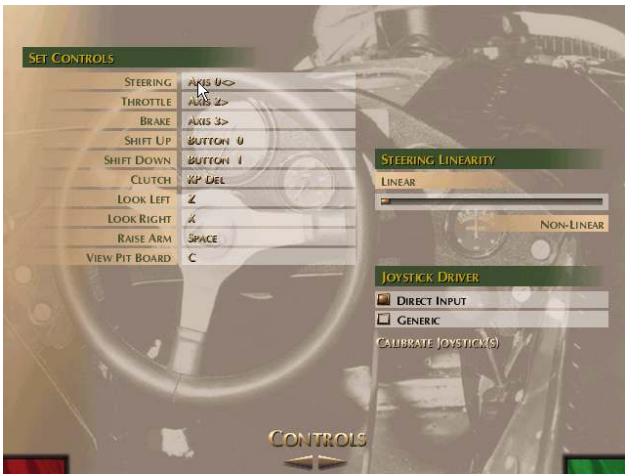 SET CONTROLS
STEERING AXIS 0<>
THROTTLE AXIS 2>
BRAKE AXIS 3>
SHIFT UP BUTTON 0
SHIFT DOWN BUTTON 1
CLUTCH KP DEL
LOOK LEFT Z
LOOK RIGHT X
RAISE ARM SPACE
VIEW PIT BOARD C
STEERING LINEARITY
LINEAR
NON-LINEAR
JOYSTICK DRIVER
DIRECT INPUT
GENERIC
CALIBRATE JOYSTICK(S)
CONTROLS